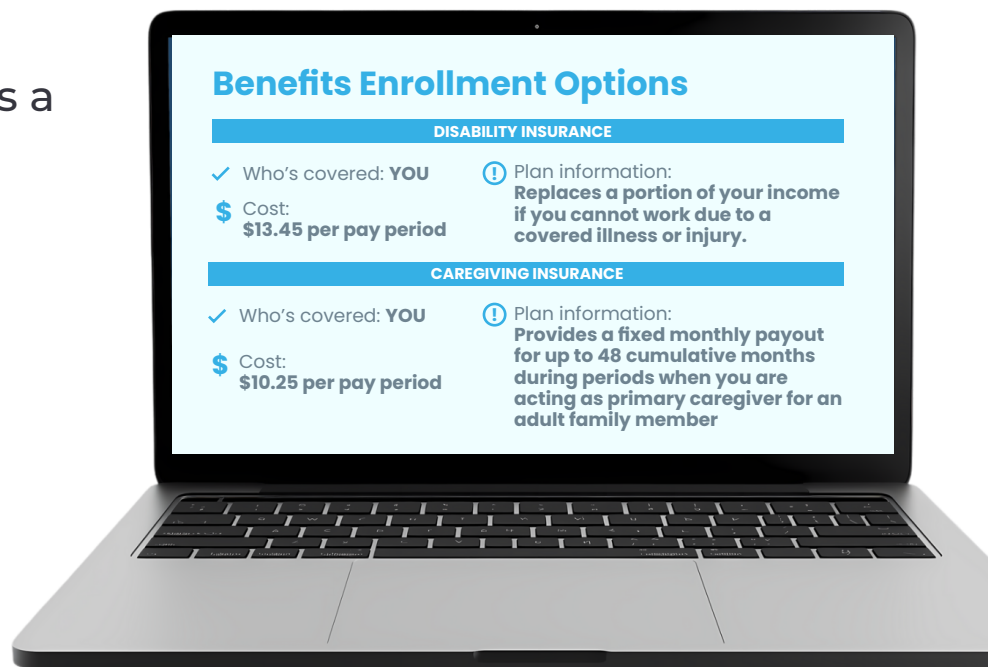 s a
Benefits Enrollment Options
DISABILITY INSURANCE
Who's covered: YOU
Cost:
$13.45 per pay period
Plan information:
Replaces a portion of your income
if you cannot work due to a
covered illness or injury.
CAREGIVING INSURANCE
Who's covered: YOU
Cost:
$10.25 per pay period
Plan information:
Provides a fixed monthly payout
for up to 48 cumulative months
during periods when you are
acting as primary caregiver for an
adult family member